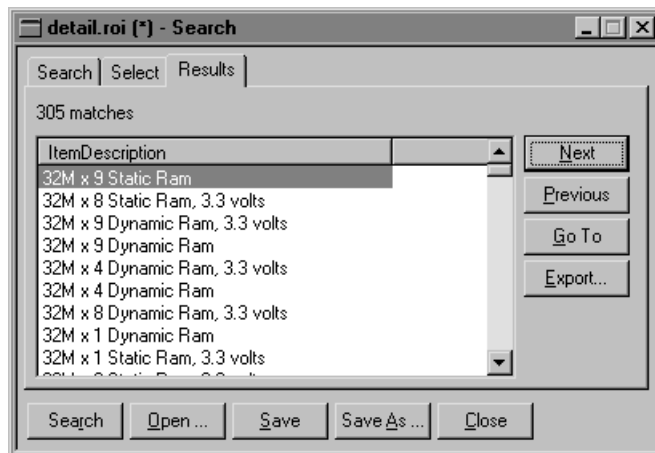 detail.roi (*) - Search
Search Select Results
305 matches
ItemDescription
32M x 9 Static Ram
32M x 8 Static Ram, 3.3 volts
32M x 9 Dynamic Ram, 3.3 volts
32M x 9 Dynamic Ram
32M x 4 Dynamic Ram, 3.3 volts
32M x 4 Dynamic Ram
32M x 8 Dynamic Ram, 3.3 volts
32M x 1 Dynamic Ram
32M x 1 Static Ram, 3.3 volts
Next
Previous
Go To
Export...
Search Open ... Save Save As ... Close